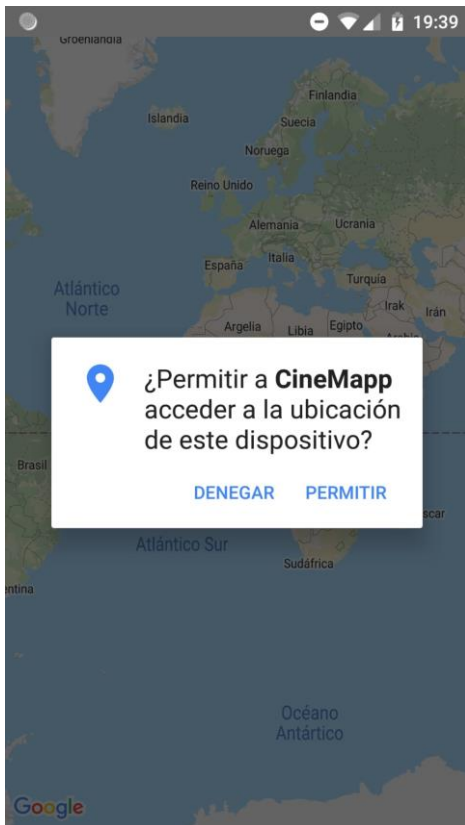 19:39
Groenlandia
Finlandia
Islandia
Suecia
Noruega
Reino Unido
Alemania
Ucrania
España
Italia
Turquía
Atlántico
Norte
Irak
Irán
Argelia
Libia
Egipto
¿Permitir a CineMapp
acceder a la ubicación
de este dispositivo?
Brasil
DENEGAR
PERMITIR
scar
Atlántico Sur
Sudáfrica
entina
Océano
Antártico
Google